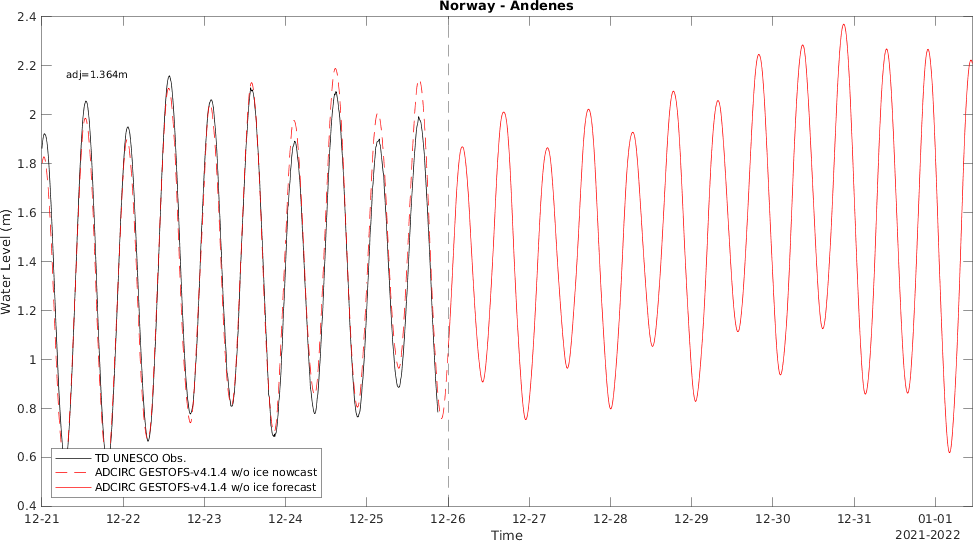 Norway - Andenes
2.4
2.2
adj=1.364m
2
1.8
1.6
Water Level (m)
1.4
1.2
1
0.8
0.6
0.4
TD UNESCO Obs.
ADCIRC GESTOFS-v4.1.4 w/o ice nowcast
ADCIRC GESTOFS-v4.1.4 w/o ice forecast
12-21 12-22 12-23 12-24 12-25 12-26 12-27 12-28 12-29 12-30 12-31 01-01
Time
2021-2022